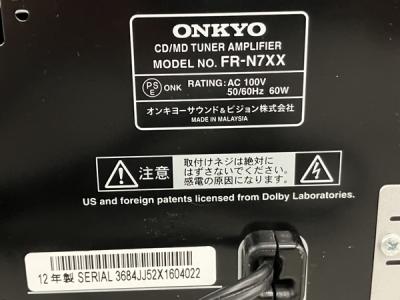 ONKYO
CD/MD TUNER AMPLIFIER
MODEL NO. FR-N7XX
PS E ONK RATING: AC 100V
50/60Hz 60W
オンキヨーサウンド&ビジョン株式会社
MADE IN MALAYSIA
注意
取付けネジは絶対に
はずさないでください。
感電の原因になります。
US and foreign patents licensed from Dolby Laboratories.
12年製 SERIAL 3684JJ52X1604022